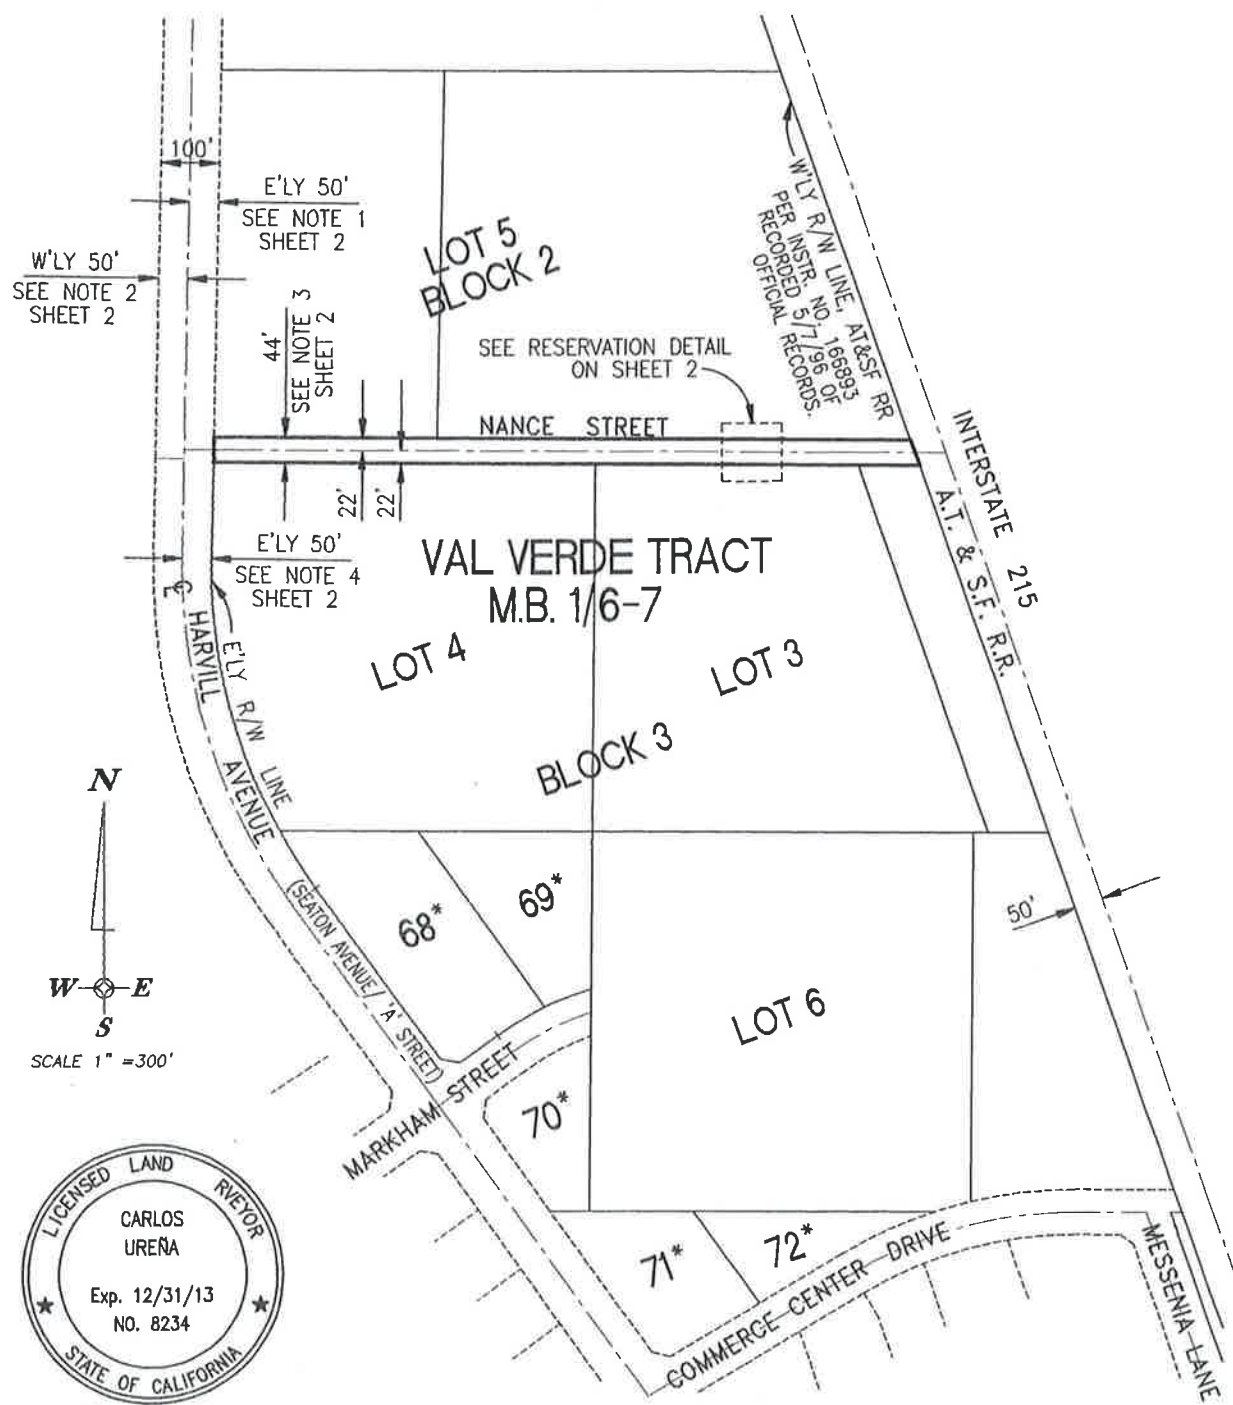 100'
E'LY 50'
SEE NOTE 1
SHEET 2
W'LY 50'
SEE NOTE 2
SHEET 2
LOT 5
BLOCK 2
W'LY R/W LINE, AT&SF RR
PER INSTR. NO. 166893
RECORDED 5/7/96 OF
OFFICIAL RECORDS.
44'
SEE NOTE 3
SHEET 2
SEE RESERVATION DETAIL
ON SHEET 2
NANCE STREET
22'
22'
INTERSTATE 215
A.T. & S.F. R.R.
E'LY 50'
SEE NOTE 4
SHEET 2
VAL VERDE TRACT
M.B. 1/6-7
CL
HARVILL AVENUE
E'LY R/W LINE
LOT 4
LOT 3
BLOCK 3
N
W E
S
SCALE 1" =300'
(SEATON AVENUE/ 'A' STREET)
68*
69*
50'
LOT 6
MARKHAM STREET
70*
71*
72*
COMMERCE CENTER DRIVE
MESSENIA LANE
LICENSED LAND RVEYOR
CARLOS
UREÑA
Exp. 12/31/13
NO. 8234
STATE OF CALIFORNIA